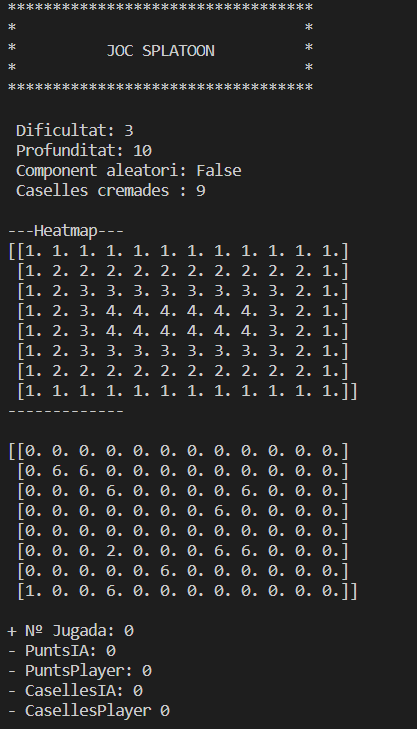 **********************************
*                                *
*          JOC SPLATOON          *
*                                *
**********************************
Dificultat: 3
Profunditat: 10
Component aleatori: False
Caselles cremades : 9
---Heatmap---
[[1. 1. 1. 1. 1. 1. 1. 1. 1. 1. 1. 1.]
[1. 2. 2. 2. 2. 2. 2. 2. 2. 2. 2. 1.]
[1. 2. 3. 3. 3. 3. 3. 3. 3. 3. 2. 1.]
[1. 2. 3. 4. 4. 4. 4. 4. 4. 3. 2. 1.]
[1. 2. 3. 4. 4. 4. 4. 4. 4. 3. 2. 1.]
[1. 2. 3. 3. 3. 3. 3. 3. 3. 3. 2. 1.]
[1. 2. 2. 2. 2. 2. 2. 2. 2. 2. 2. 1.]
[1. 1. 1. 1. 1. 1. 1. 1. 1. 1. 1. 1.]]
-------------
[[0. 0. 0. 0. 0. 0. 0. 0. 0. 0. 0. 0.]
[0. 6. 6. 0. 0. 0. 0. 0. 0. 0. 0. 0.]
[0. 0. 0. 6. 0. 0. 0. 0. 6. 0. 0. 0.]
[0. 0. 0. 0. 0. 0. 0. 6. 0. 0. 0. 0.]
[0. 0. 0. 0. 0. 0. 0. 0. 0. 0. 0. 0.]
[0. 0. 0. 2. 0. 0. 0. 6. 6. 0. 0. 0.]
[0. 0. 0. 0. 0. 6. 0. 0. 0. 0. 0. 0.]
[1. 0. 0. 6. 0. 0. 0. 0. 0. 0. 0. 0.]]
+ Nº Jugada: 0
- PuntsIA: 0
- PuntsPlayer: 0
- CasellesIA: 0
- CasellesPlayer 0